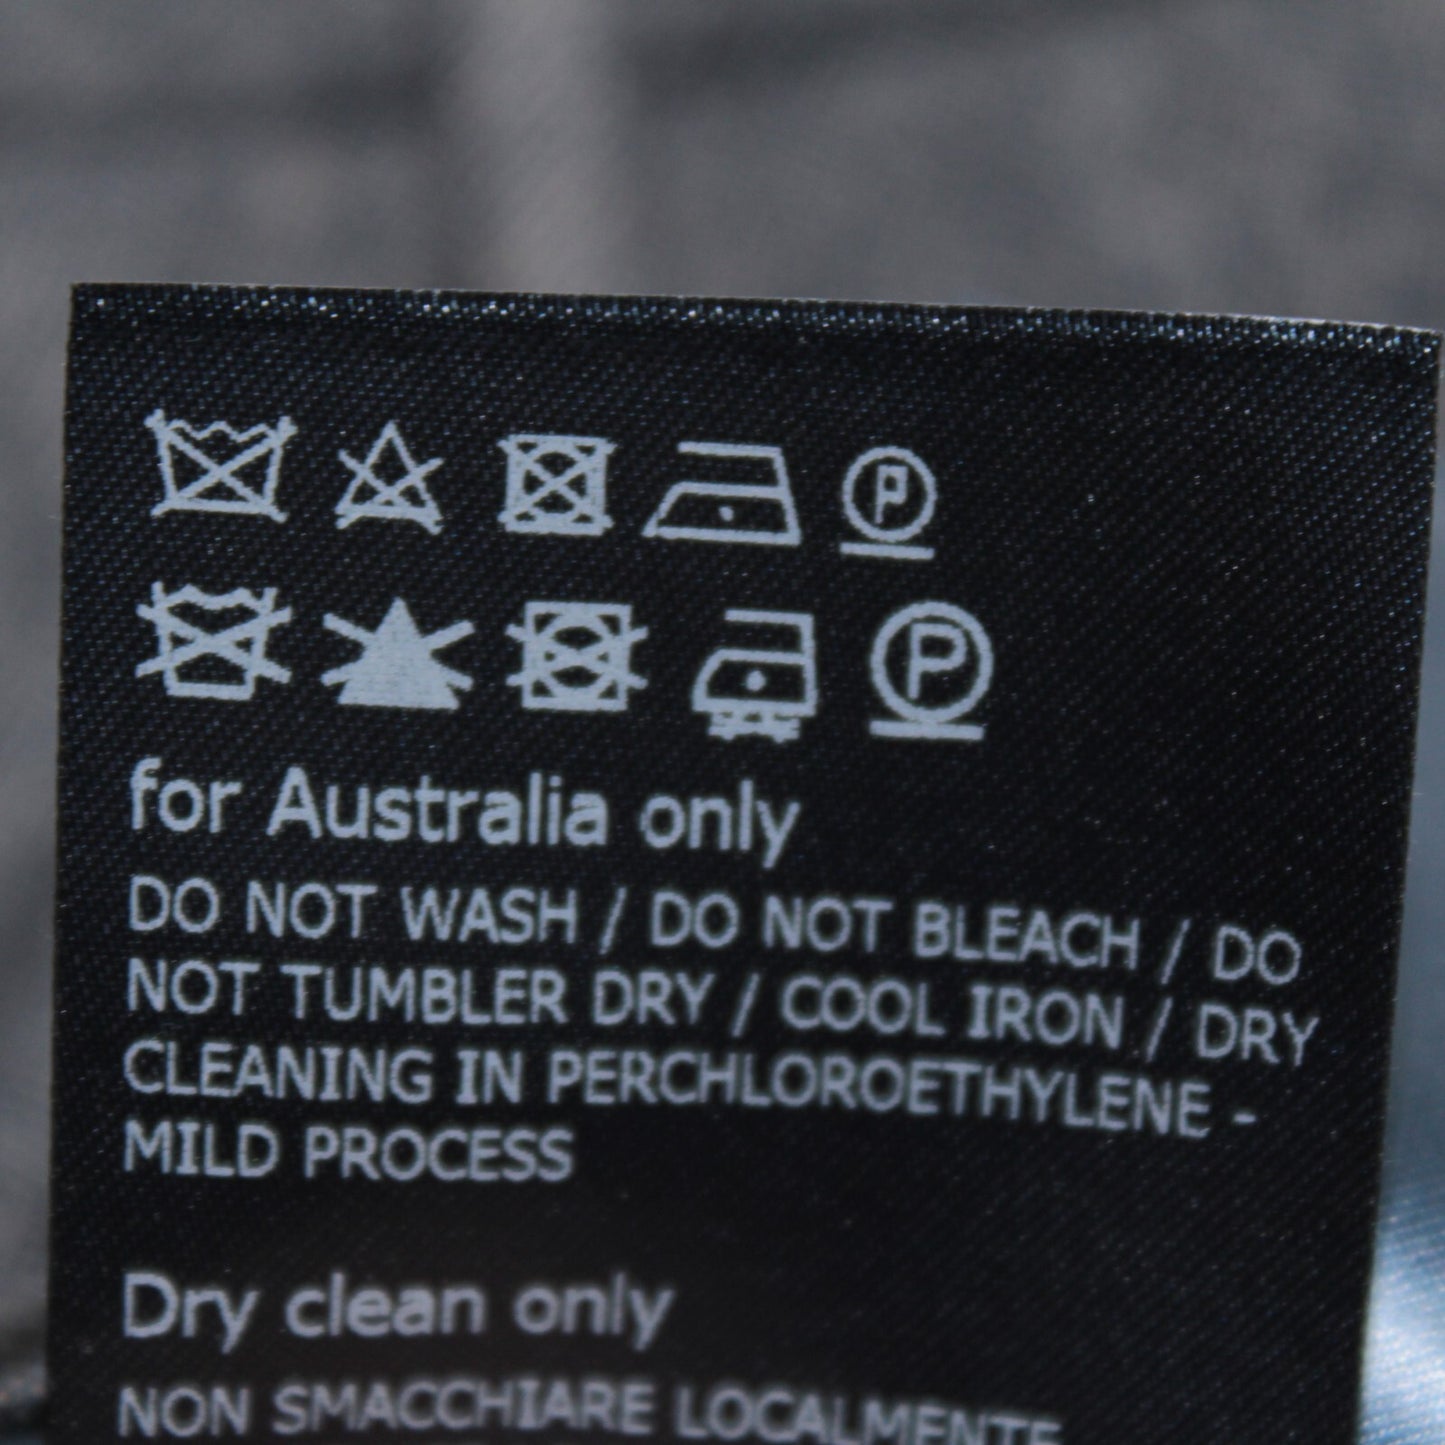 P
P
for Australia only
DO NOT WASH / DO NOT BLEACH / DO
NOT TUMBLER DRY / COOL IRON / DRY
CLEANING IN PERCHLOROETHYLENE -
MILD PROCESS
Dry clean only
NON SMACCHIARE LOCALMENTE